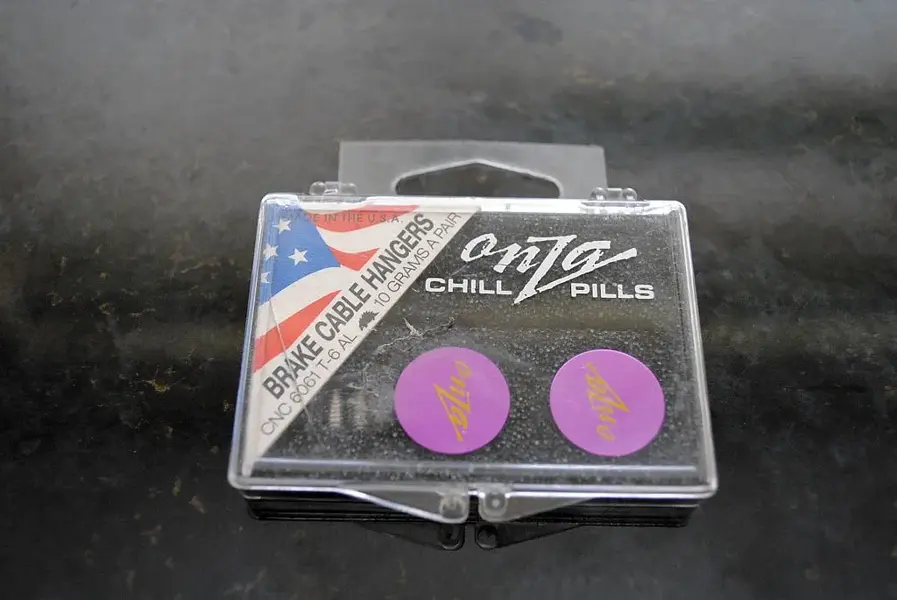 MADE IN THE U.S.A.
BRAKE CABLE HANGERS
CNC 6061 T-6 AL 10 GRAMS A PAIR
onza
CHILL PILLS
onza
onza